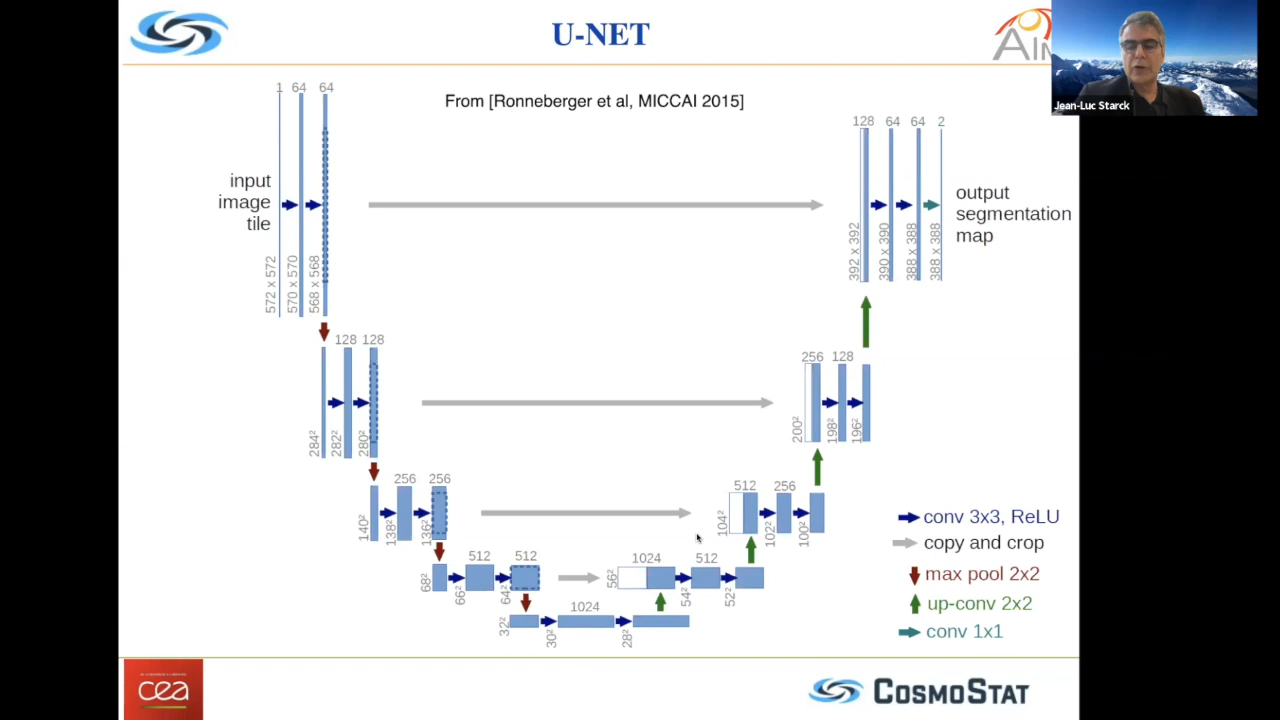 U-NET
AIM
Jean-Luc Starck
From [Ronneberger et al, MICCAI 2015]
1 64 64
128 64 64 2
input
image
tile
output
segmentation
map
572 x 572
570 x 570
568 x 568
392 x 392
390 x 390
388 x 388
388 x 388
128 128
256 128
284²
282²
280²
200²
198²
196²
256 256
512 256
140²
138²
136²
104²
102²
100²
512 512
1024 512
68²
66²
64²
56²
54²
52²
1024
32²
30²
28²
conv 3x3, ReLU
copy and crop
max pool 2x2
up-conv 2x2
conv 1x1
cea
COSMOSTAT